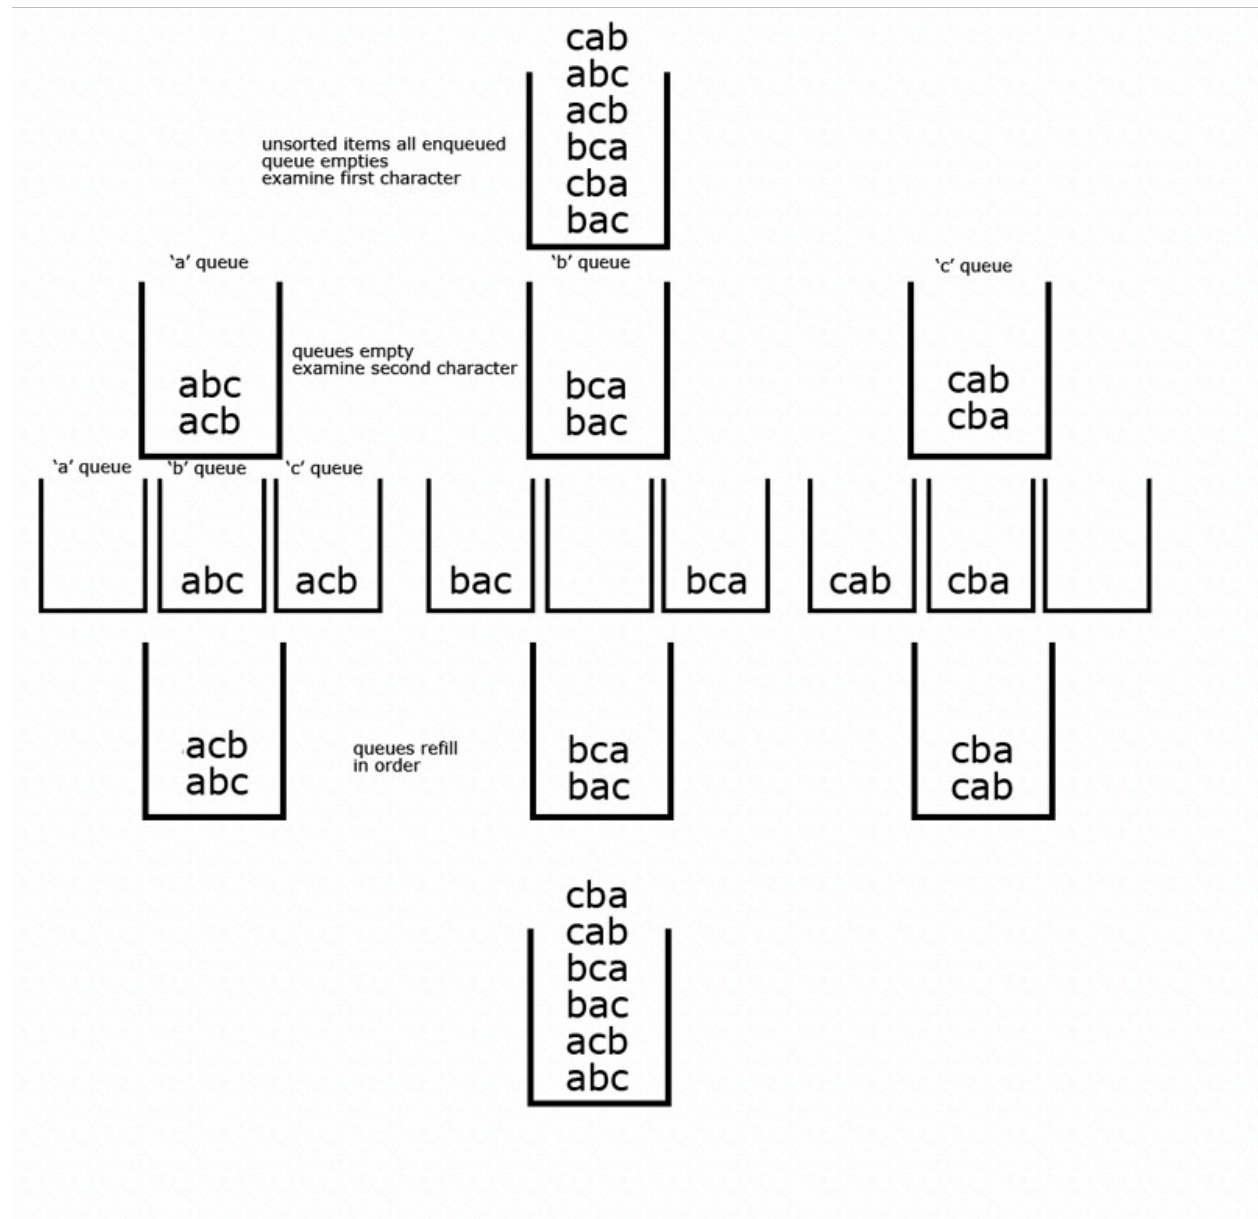 cab
abc
acb
bca
cba
bac
unsorted items all enqueued
queue empties
examine first character
‘a’ queue
‘b’ queue
‘c’ queue
abc
acb
queues empty
examine second character
bca
bac
cab
cba
‘a’ queue ‘b’ queue ‘c’ queue
abc acb bac bca cab cba
acb
abc
queues refill
in order
bca
bac
cba
cab
cba
cab
bca
bac
acb
abc